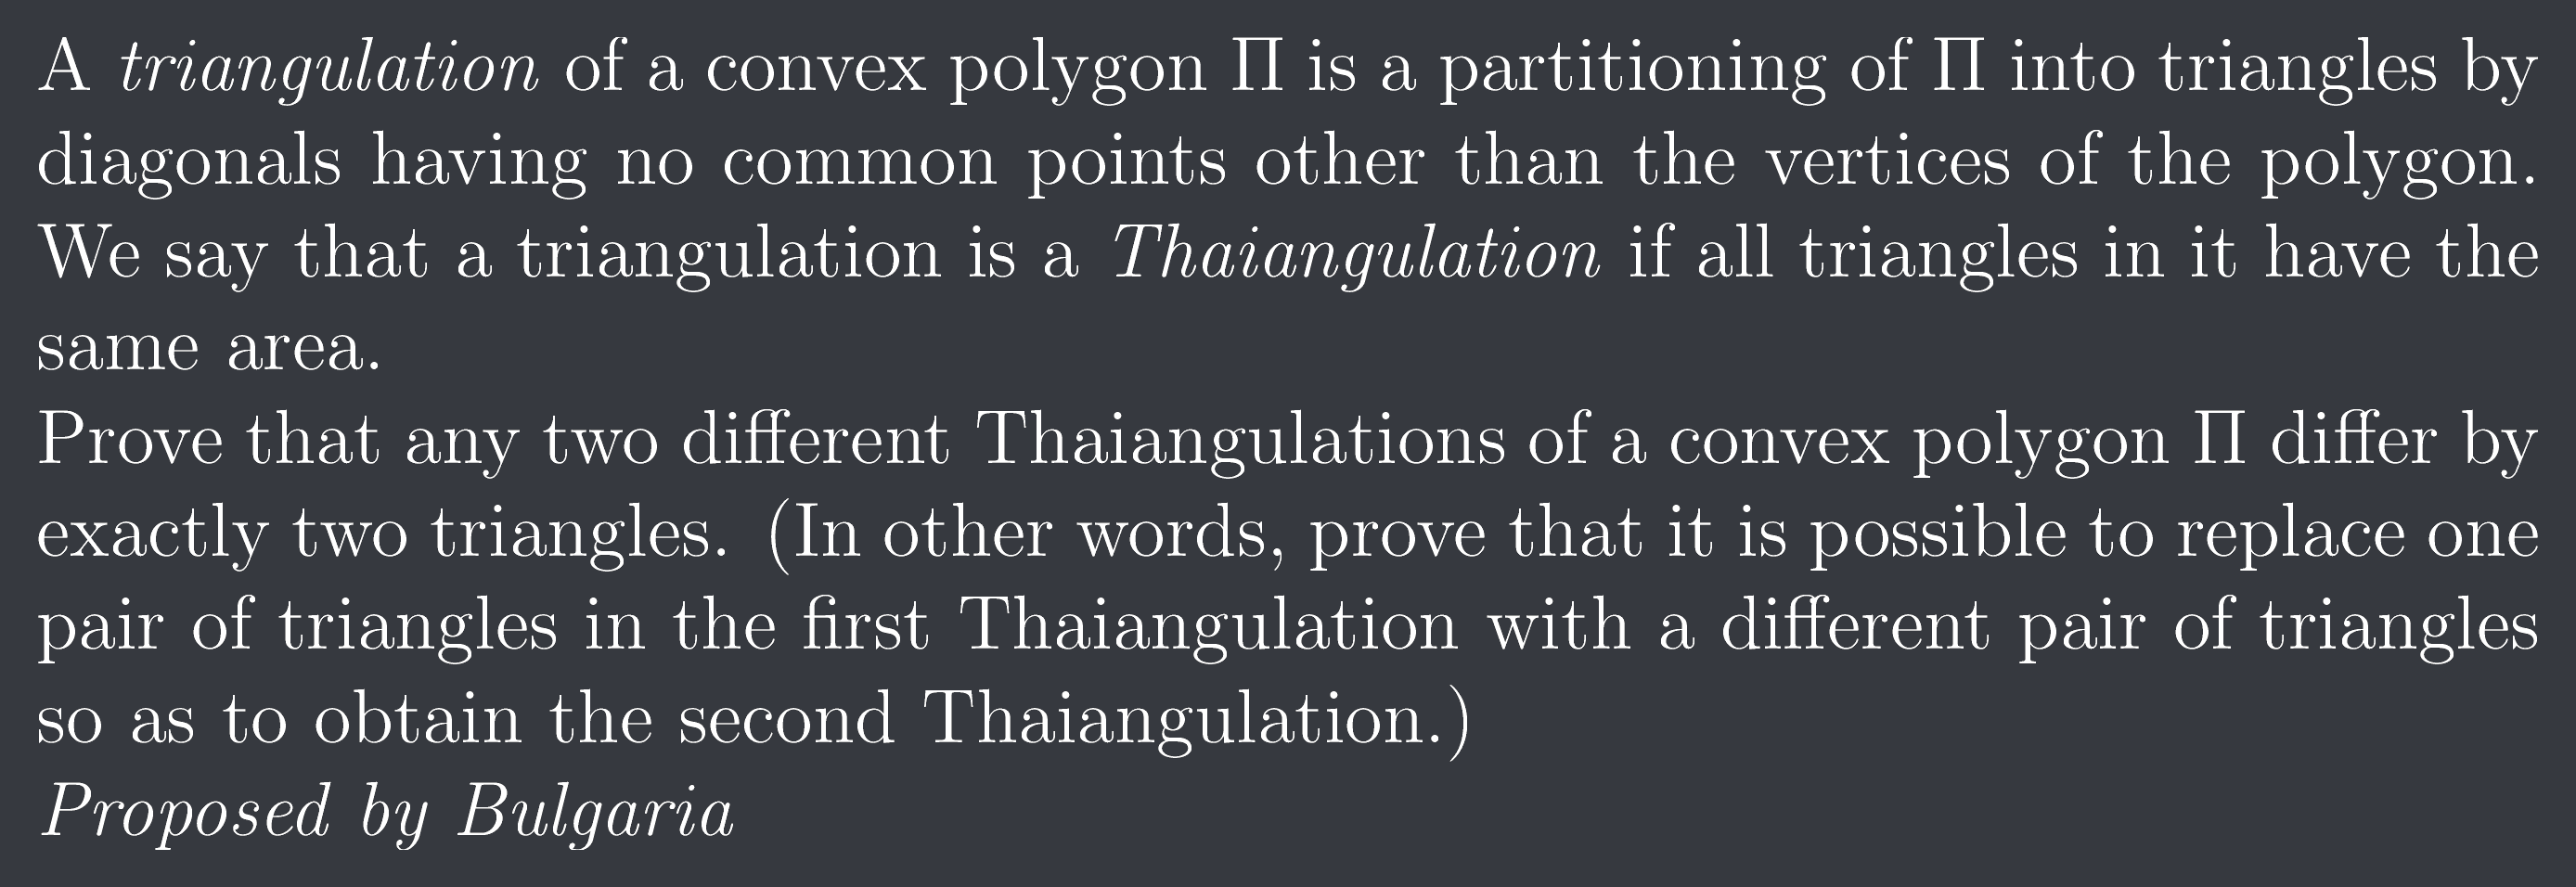 A triangulation of a convex polygon Π is a partitioning of Π into triangles by
diagonals having no common points other than the vertices of the polygon.
We say that a triangulation is a Thaiangulation if all triangles in it have the
same area.
Prove that any two different Thaiangulations of a convex polygon Π differ by
exactly two triangles. (In other words, prove that it is possible to replace one
pair of triangles in the first Thaiangulation with a different pair of triangles
so as to obtain the second Thaiangulation.)
Proposed by Bulgaria